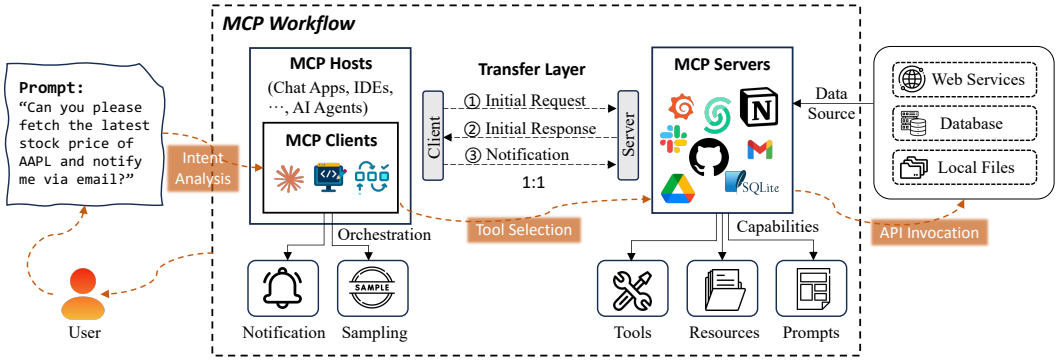 MCP Workflow
Prompt:
“Can you please
fetch the latest
stock price of
AAPL and notify
me via email?”
Intent
Analysis
User
MCP Hosts
(Chat Apps, IDEs,
…, AI Agents)
MCP Clients
</>
Orchestration
Notification
SAMPLE
Sampling
Transfer Layer
Client
① Initial Request
② Initial Response
③ Notification
1:1
Server
Tool Selection
MCP Servers
N
M
SQLite
Capabilities
Tools
Resources
Prompts
Data
Source
Web Services
Database
Local Files
API Invocation